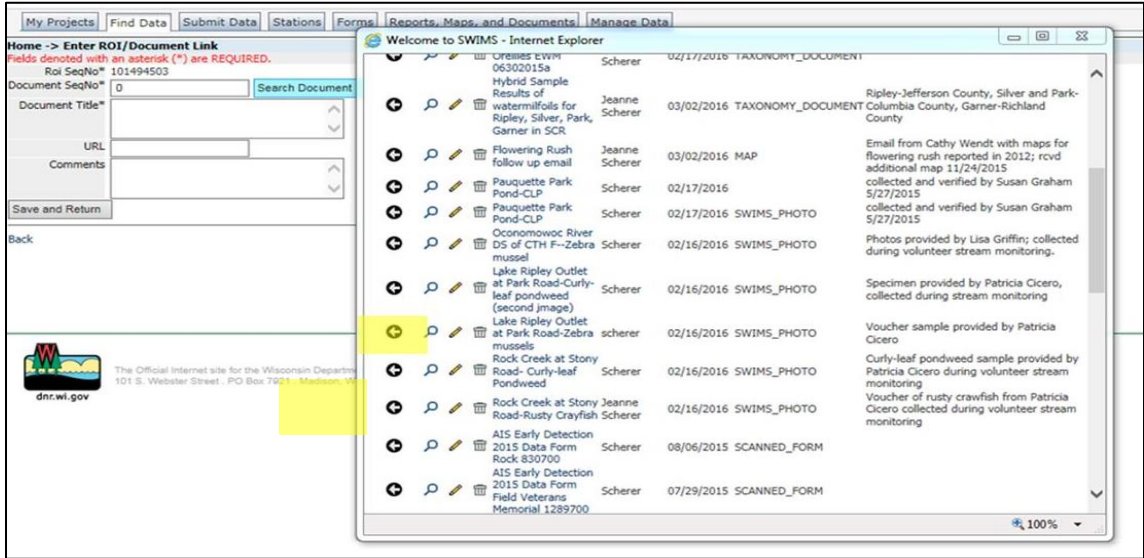 My Projects Find Data Submit Data Stations Forms Reports, Maps, and Documents Manage Data
Home -> Enter ROI/Document Link
Fields denoted with an asterisk (*) are REQUIRED.
Roi SeqNo* 101494503
Document SeqNo* 0 Search Document
Document Title*
URL
Comments
Save and Return
Back
dnr.wi.gov
The Official Internet site for the Wisconsin Departme
101 S. Webster Street . PO Box 7921 . Madison, W
Welcome to SWIMS - Internet Explorer
Oreilles EWM
06302015a
Scherer
02/17/2016 TAXONOMY_DOCUMENT
Hybrid Sample
Results of
watermilfoils for
Ripley, Silver, Park,
Garner in SCR
Jeanne
Scherer
03/02/2016 TAXONOMY_DOCUMENT
Ripley-Jefferson County, Silver and Park-
Columbia County, Garner-Richland
County
Flowering Rush
follow up email
Jeanne
Scherer
03/02/2016 MAP
Email from Cathy Wendt with maps for
flowering rush reported in 2012; rcvd
additional map 11/24/2015
Pauquette Park
Pond-CLP
Scherer
02/17/2016
collected and verified by Susan Graham
5/27/2015
Pauquette Park
Pond-CLP
Scherer
02/17/2016 SWIMS_PHOTO
collected and verified by Susan Graham
5/27/2015
Oconomowoc River
DS of CTH F--Zebra
mussel
Scherer
02/16/2016 SWIMS_PHOTO
Photos provided by Lisa Griffin; collected
during volunteer stream monitoring.
Lake Ripley Outlet
at Park Road-Curly-
leaf pondweed
(second jmage)
Scherer
02/16/2016 SWIMS_PHOTO
Specimen provided by Patricia Cicero,
collected during stream monitoring
Lake Ripley Outlet
at Park Road-Zebra
mussels
scherer
02/16/2016 SWIMS_PHOTO
Voucher sample provided by Patricia
Cicero
Rock Creek at Stony
Road- Curly-leaf
Pondweed
Scherer
02/16/2016 SWIMS_PHOTO
Curly-leaf pondweed sample provided by
Patricia Cicero during volunteer stream
monitoring
Rock Creek at Stony
Road-Rusty Crayfish
Jeanne
Scherer
02/16/2016 SWIMS_PHOTO
Voucher of rusty crawfish from Patricia
Cicero collected during volunteer stream
monitoring
AIS Early Detection
2015 Data Form
Rock 830700
Scherer
08/06/2015 SCANNED_FORM
AIS Early Detection
2015 Data Form
Field Veterans
Memorial 1289700
Scherer
07/29/2015 SCANNED_FORM
100%